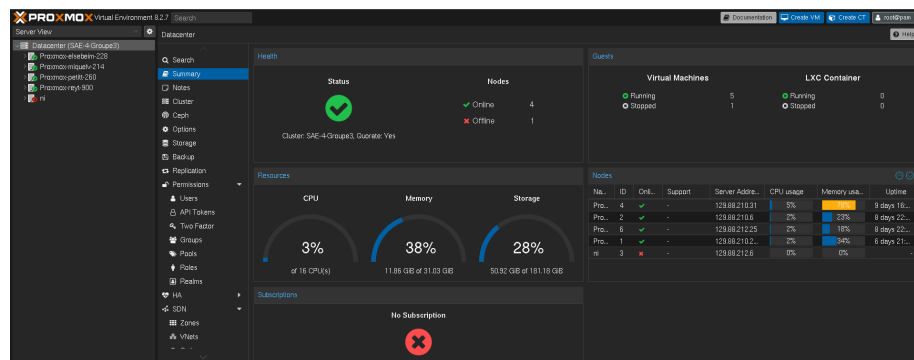 PROXMOX Virtual Environment 8.2.7 Search
Documentation Create VM Create CT root@pam
Server View
Datacenter
Help
Datacenter (SAE-4-Groupe3)
Proxmox-elsebeim-228
Proxmox-miquelv-214
Proxmox-petitt-260
Proxmox-reyt-900
ni
Search
Summary
Notes
Cluster
Ceph
Options
Storage
Backup
Replication
Permissions
Users
API Tokens
Two Factor
Groups
Pools
Roles
Realms
HA
SDN
Zones
VNets
Health
Status
Nodes
Online 4
Offline 1
Cluster: SAE-4-Groupe3, Quorate: Yes
Guests
Virtual Machines
LXC Container
Running 5
Stopped 1
Running 0
Stopped 0
Resources
CPU
Memory
Storage
3%
38%
28%
of 16 CPU(s)
11.86 GiB of 31.03 GiB
50.92 GiB of 181.18 GiB
Nodes
Na... ID Onli... Support Server Addre... CPU usage Memory usa... Uptime
Pro... 4 - 129.88.210.31 5% 9 days 16:...
Pro... 2 - 129.88.210.6 2% 23% 8 days 22:...
Pro... 6 - 129.88.212.25 2% 18% 8 days 22:...
Pro... 1 - 129.88.210.2... 2% 34% 6 days 21:...
ni 3 - 129.88.212.6 0% 0% -
Subscriptions
No Subscription